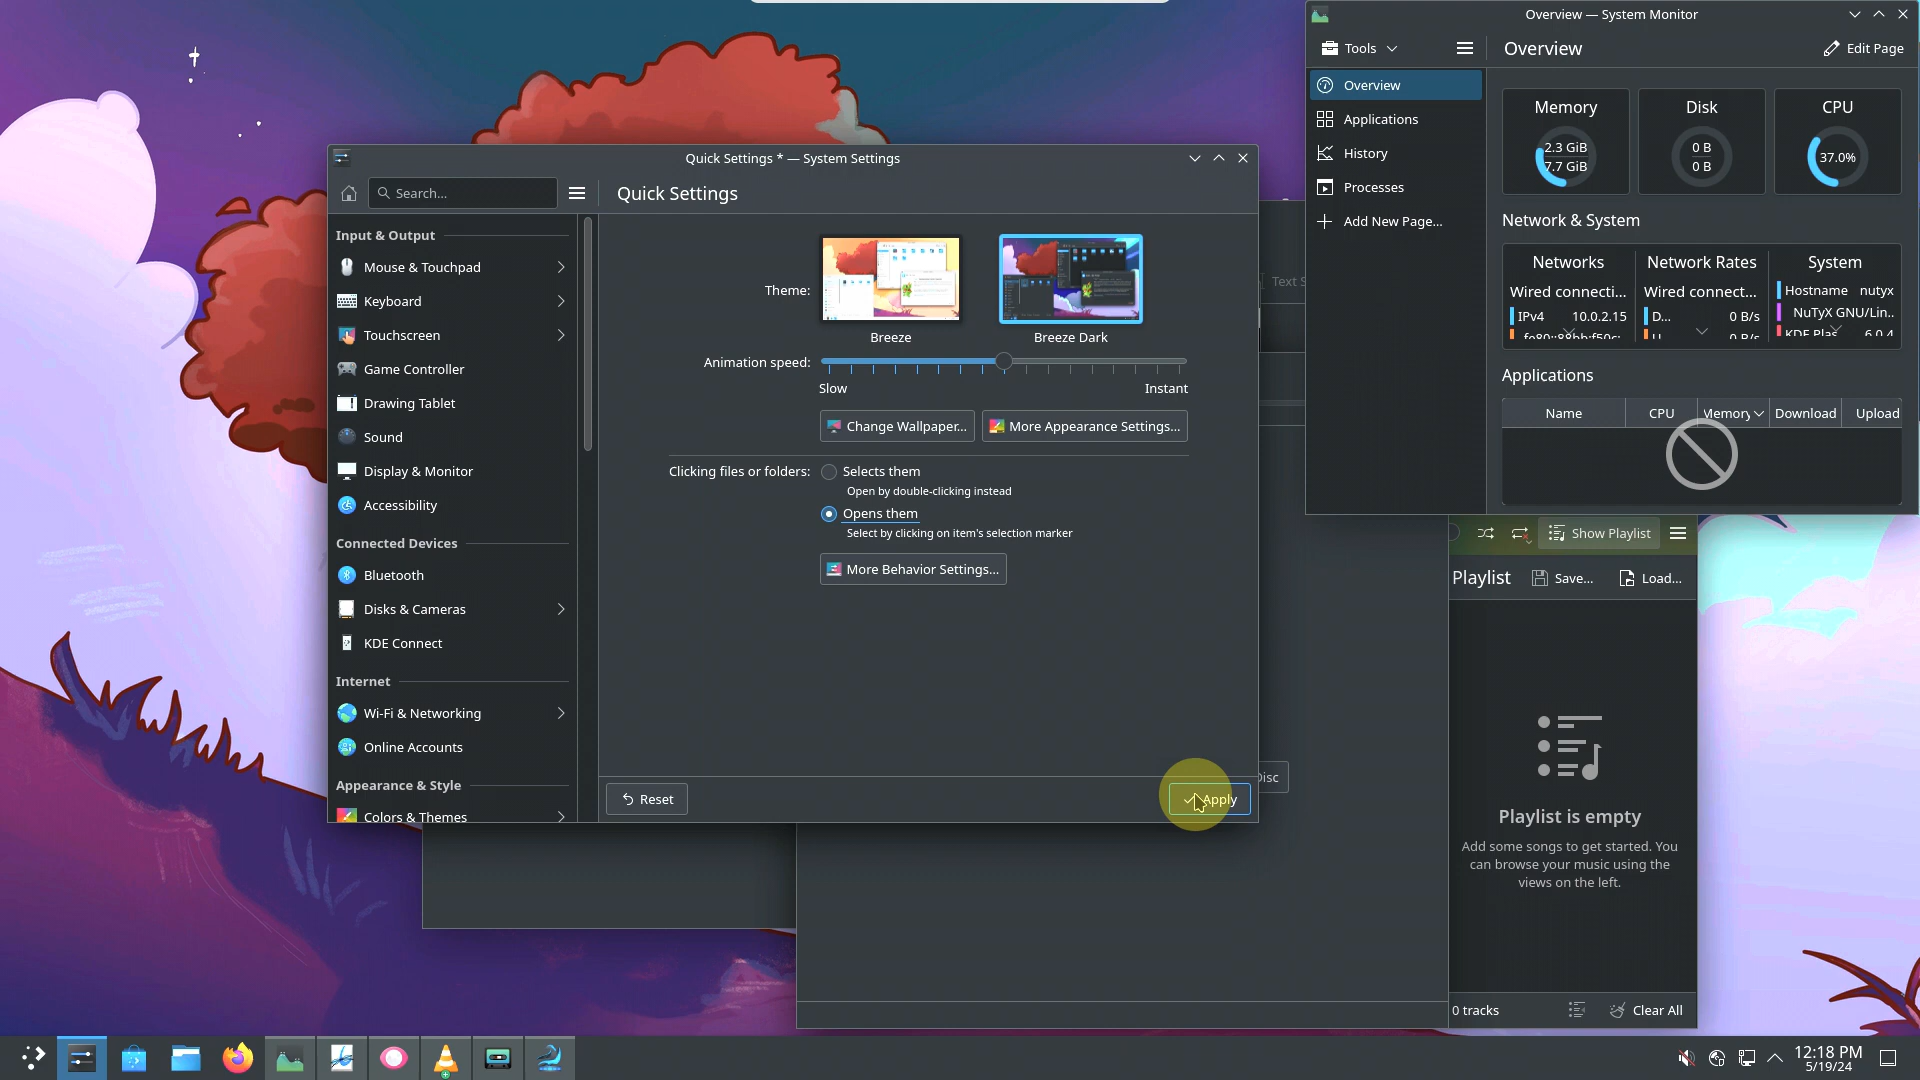 Quick Settings * — System Settings
Search...
Quick Settings
Input & Output
Mouse & Touchpad
Keyboard
Touchscreen
Game Controller
Drawing Tablet
Sound
Display & Monitor
Accessibility
Connected Devices
Bluetooth
Disks & Cameras
KDE Connect
Internet
Wi-Fi & Networking
Online Accounts
Appearance & Style
Colors & Themes
Theme:
Breeze
Breeze Dark
Animation speed:
Slow
Instant
Change Wallpaper...
More Appearance Settings...
Clicking files or folders:
Selects them
Open by double-clicking instead
Opens them
Select by clicking on item's selection marker
More Behavior Settings...
Reset
Apply
Text S
Disc
Overview — System Monitor
Tools
Overview
Edit Page
Overview
Applications
History
Processes
Add New Page...
Memory
2.3 GiB
7.7 GiB
Disk
0 B
0 B
CPU
37.0%
Network & System
Networks
Wired connecti...
IPv4 10.0.2.15
Network Rates
Wired connect...
D... 0 B/s
System
Hostname nutyx
NuTyX GNU/Lin..
KDE Plas 6.0.4
Applications
Name
CPU
Memory
Download
Upload
Show Playlist
Playlist
Save...
Load...
Playlist is empty
Add some songs to get started. You
can browse your music using the
views on the left.
0 tracks
Clear All
12:18 PM
5/19/24